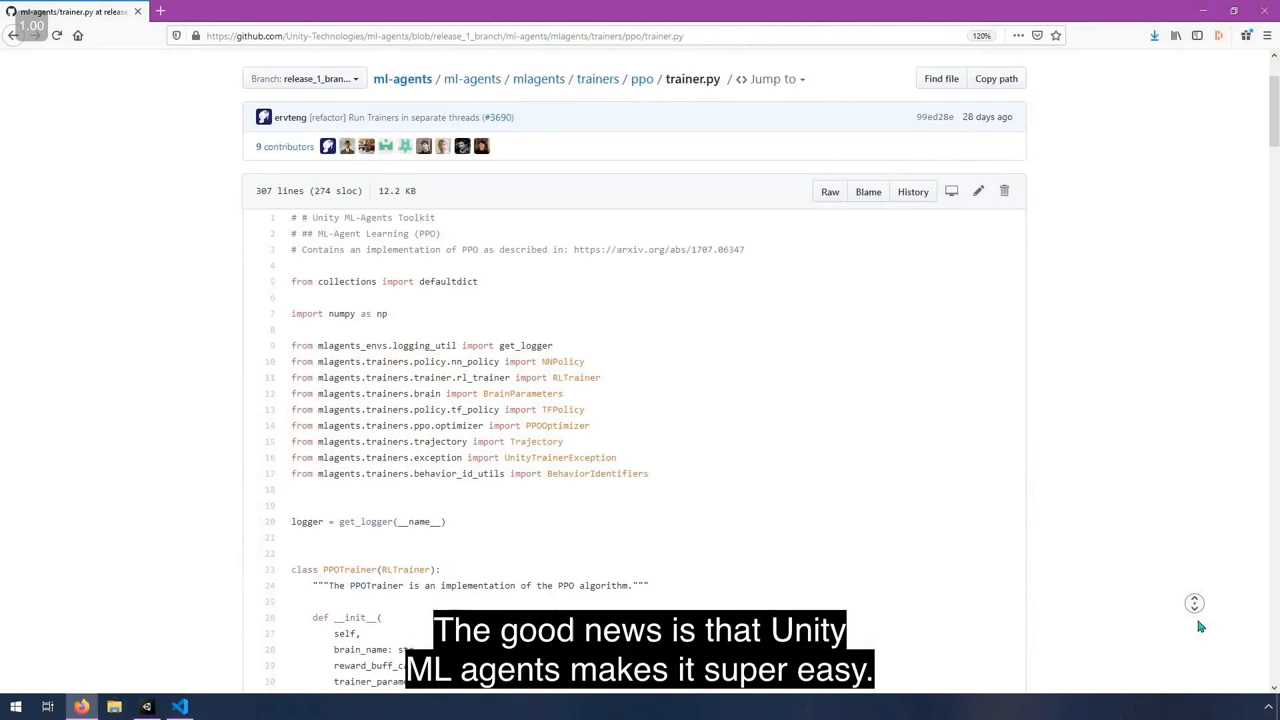 ml-agents/trainer.py at release_
1.00
https://github.com/Unity-Technologies/ml-agents/blob/release_1_branch/ml-agents/mlagents/trainers/ppo/trainer.py
120%
Branch: release_1_bran...
ml-agents / ml-agents / mlagents / trainers / ppo / trainer.py / <> Jump to
Find file
Copy path
ervteng [refactor] Run Trainers in separate threads (#3690)
99ed28e 28 days ago
9 contributors
307 lines (274 sloc) | 12.2 KB
Raw Blame History
1 # # Unity ML-Agents Toolkit
2 # ## ML-Agent Learning (PPO)
3 # Contains an implementation of PPO as described in: https://arxiv.org/abs/1707.06347
4
5 from collections import defaultdict
6
7 import numpy as np
8
9 from mlagents_envs.logging_util import get_logger
10 from mlagents.trainers.policy.nn_policy import NNPolicy
11 from mlagents.trainers.trainer.rl_trainer import RLTrainer
12 from mlagents.trainers.brain import BrainParameters
13 from mlagents.trainers.policy.tf_policy import TFPolicy
14 from mlagents.trainers.ppo.optimizer import PPOOptimizer
15 from mlagents.trainers.trajectory import Trajectory
16 from mlagents.trainers.exception import UnityTrainerException
17 from mlagents.trainers.behavior_id_utils import BehaviorIdentifiers
18
19
20 logger = get_logger(__name__)
21
22
23 class PPOTrainer(RLTrainer):
24 """The PPOTrainer is an implementation of the PPO algorithm."""
25
26 def __init__(
27 self,
28 brain_name: st
29 reward_buff_ca
30 trainer_parame
The good news is that Unity
ML agents makes it super easy.